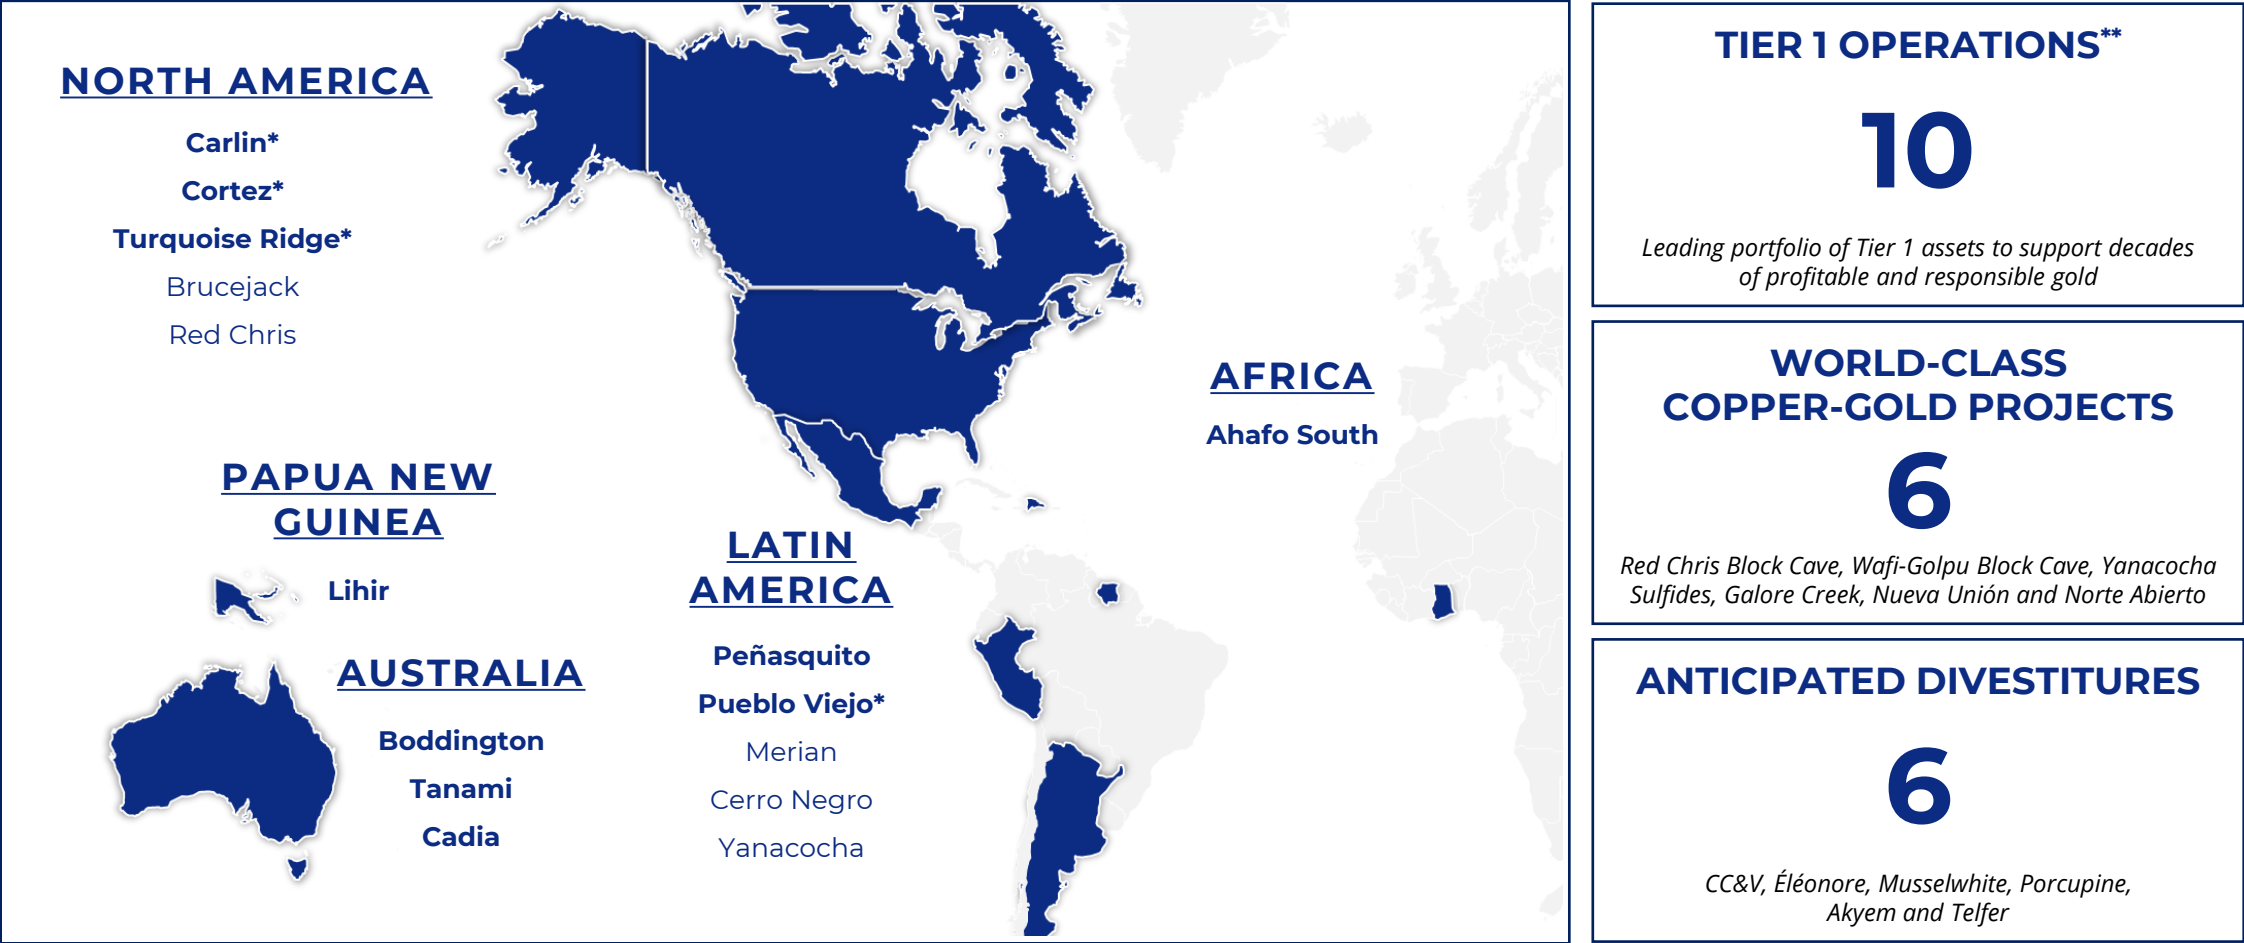 NORTH AMERICA
Carlin*
Cortez*
Turquoise Ridge*
Brucejack
Red Chris
PAPUA NEW
GUINEA
Lihir
AUSTRALIA
Boddington
Tanami
Cadia
LATIN
AMERICA
Peñasquito
Pueblo Viejo*
Merian
Cerro Negro
Yanacocha
AFRICA
Ahafo South
TIER 1 OPERATIONS**
10
Leading portfolio of Tier 1 assets to support decades
of profitable and responsible gold
WORLD-CLASS
COPPER-GOLD PROJECTS
6
Red Chris Block Cave, Wafi-Golpu Block Cave, Yanacocha
Sulfides, Galore Creek, Nueva Unión and Norte Abierto
ANTICIPATED DIVESTITURES
6
CC&V, Éléonore, Musselwhite, Porcupine,
Akyem and Telfer